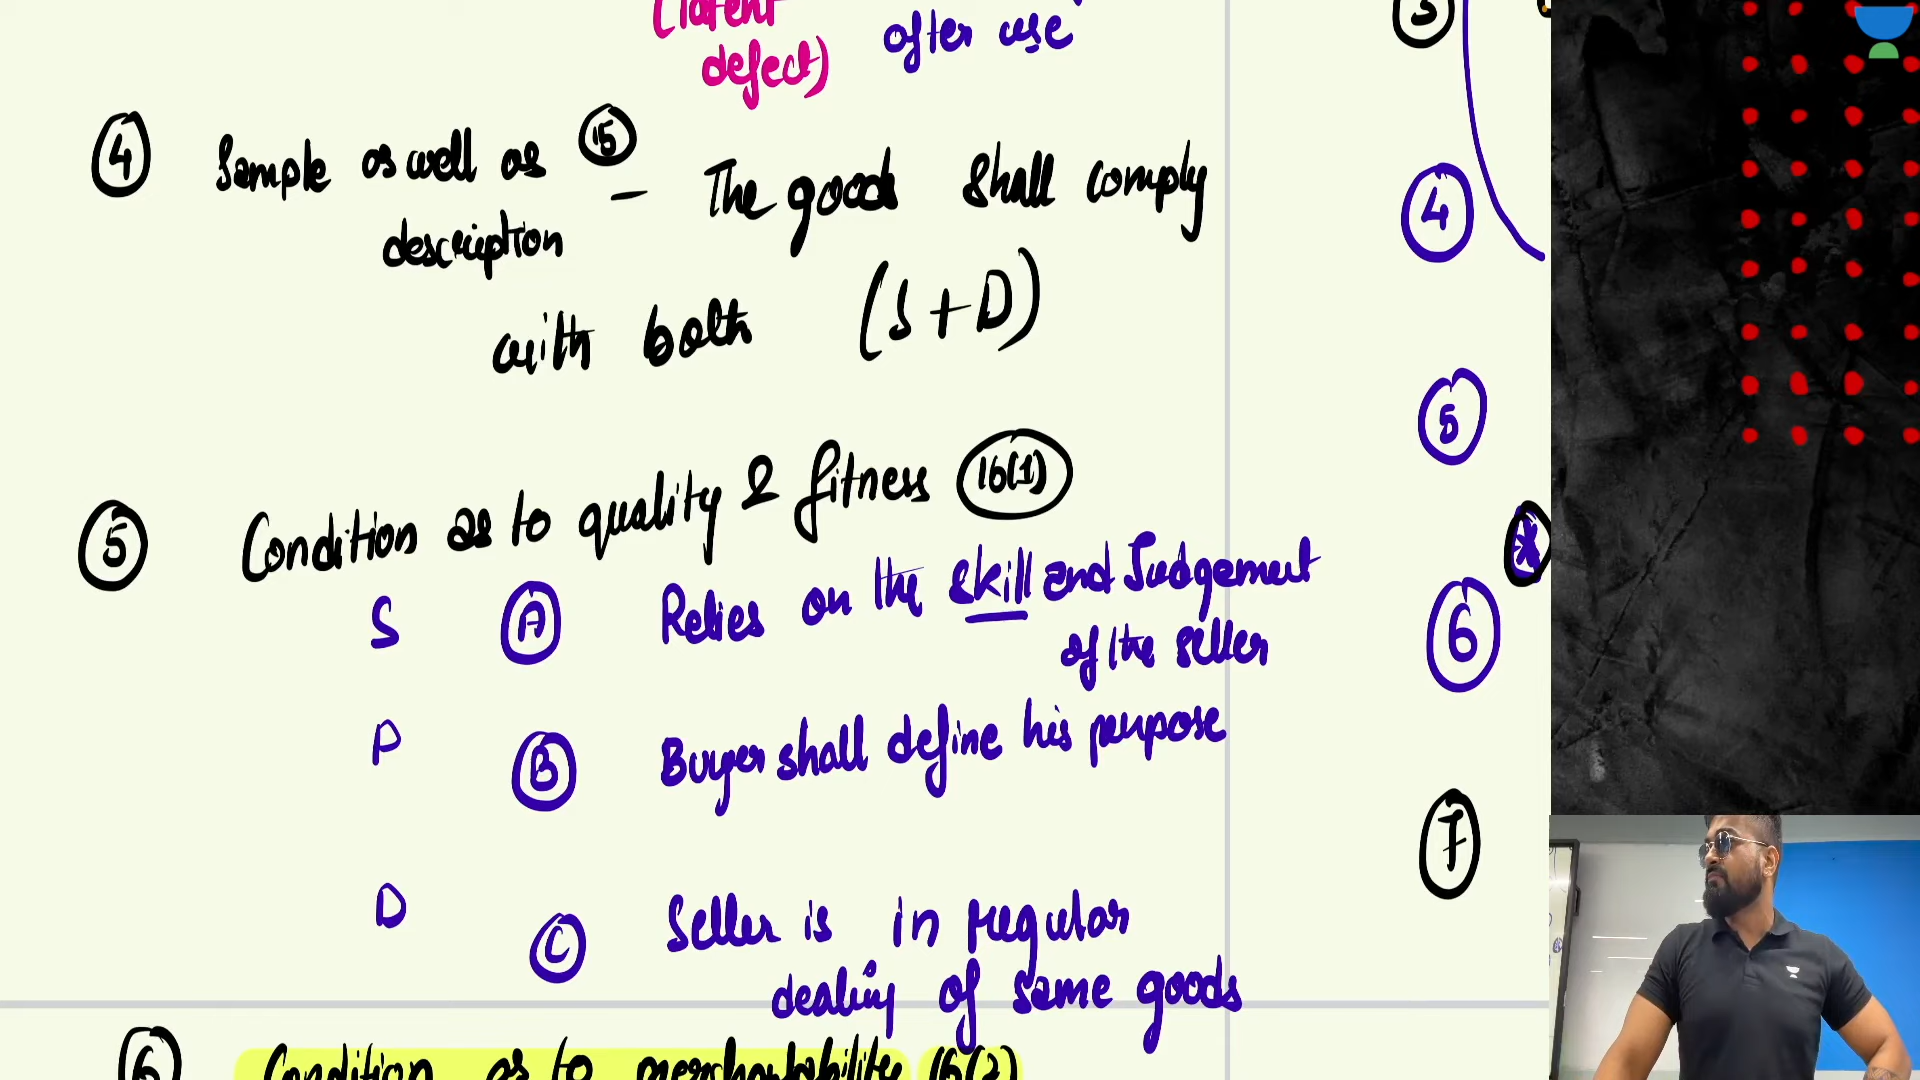 (latent
defect) after use
④ Sample as well as ⑮
description – The goods shall comply
with both (S+D)
⑤ Condition as to quality & fitness 16(1)
S Ⓐ Relies on the skill and Judgement
of the seller
P Ⓑ Buyer shall define his purpose
D Ⓒ Seller is in regular
dealing of same goods
⑥ Condition as to merchantability 16(2)
3
4
5
6
7